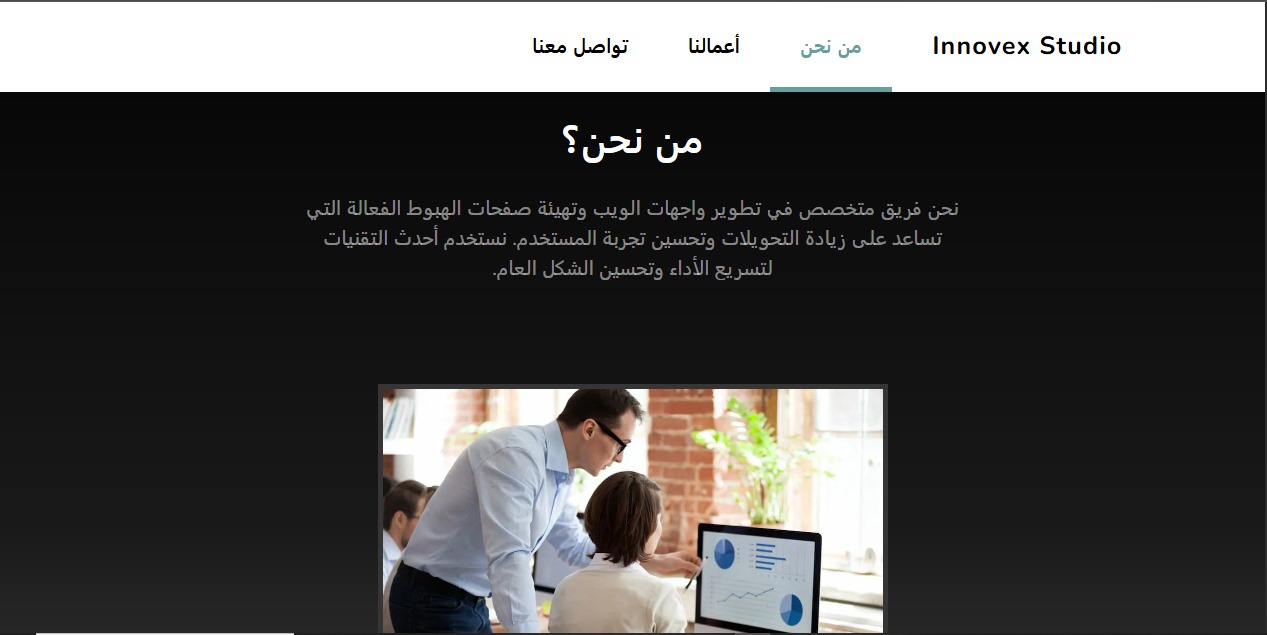 Innovex Studio
من نحن
أعمالنا
تواصل معنا
من نحن؟
نحن فريق متخصص في تطوير واجهات الويب وتهيئة صفحات الهبوط الفعالة التي
تساعد على زيادة التحويلات وتحسين تجربة المستخدم. نستخدم أحدث التقنيات
لتسريع الأداء وتحسين الشكل العام.